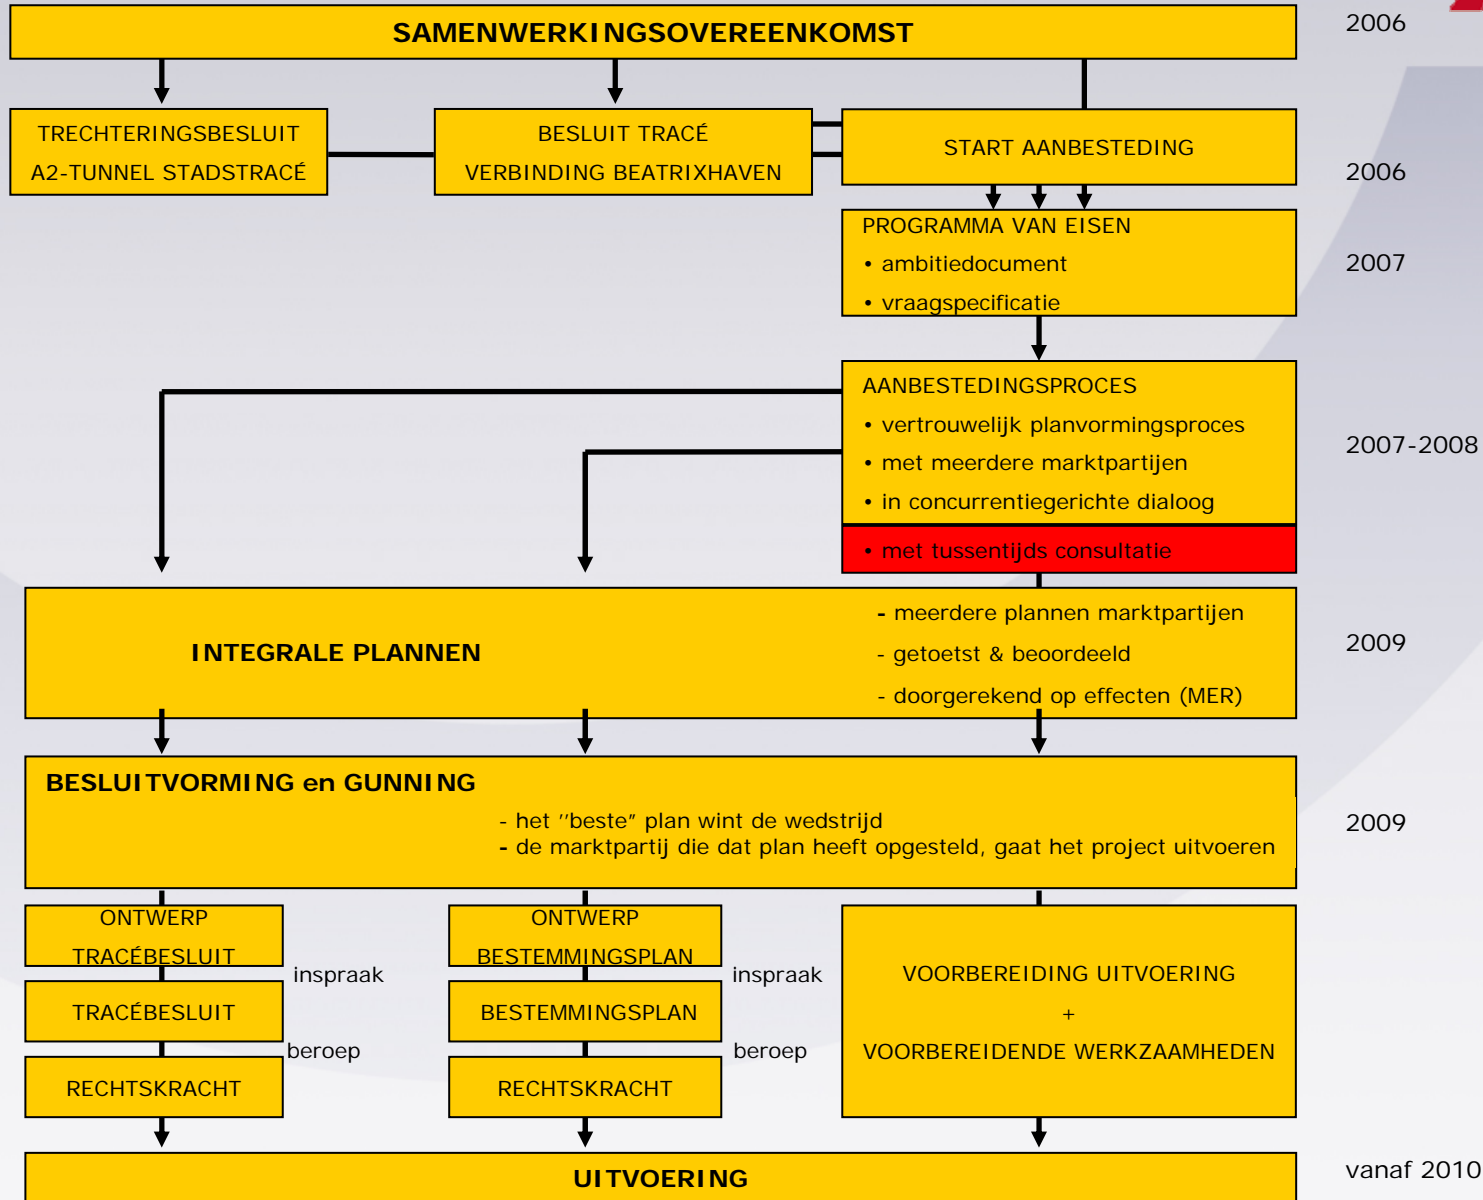 SAMENWERKINGSOVEREENKOMST
2006
TRECHTERINGSBESLUIT
A2-TUNNEL STADSTRACÉ
BESLUIT TRACÉ
VERBINDING BEATRIXHAVEN
START AANBESTEDING
2006
PROGRAMMA VAN EISEN
• ambitiedocument
• vraagspecificatie
2007
AANBESTEDINGSPROCES
• vertrouwelijk planvormingsproces
• met meerdere marktpartijen
• in concurrentiegerichte dialoog
• met tussentijds consultatie
2007-2008
INTEGRALE PLANNEN
- meerdere plannen marktpartijen
- getoetst & beoordeeld
- doorgerekend op effecten (MER)
2009
BESLUITVORMING en GUNNING
- het ''beste" plan wint de wedstrijd
- de marktpartij die dat plan heeft opgesteld, gaat het project uitvoeren
2009
ONTWERP
TRACÉBESLUIT
inspraak
TRACÉBESLUIT
beroep
RECHTSKRACHT
ONTWERP
BESTEMMINGSPLAN
inspraak
BESTEMMINGSPLAN
beroep
RECHTSKRACHT
VOORBEREIDING UITVOERING
+
VOORBEREIDENDE WERKZAAMHEDEN
UITVOERING
vanaf 2010